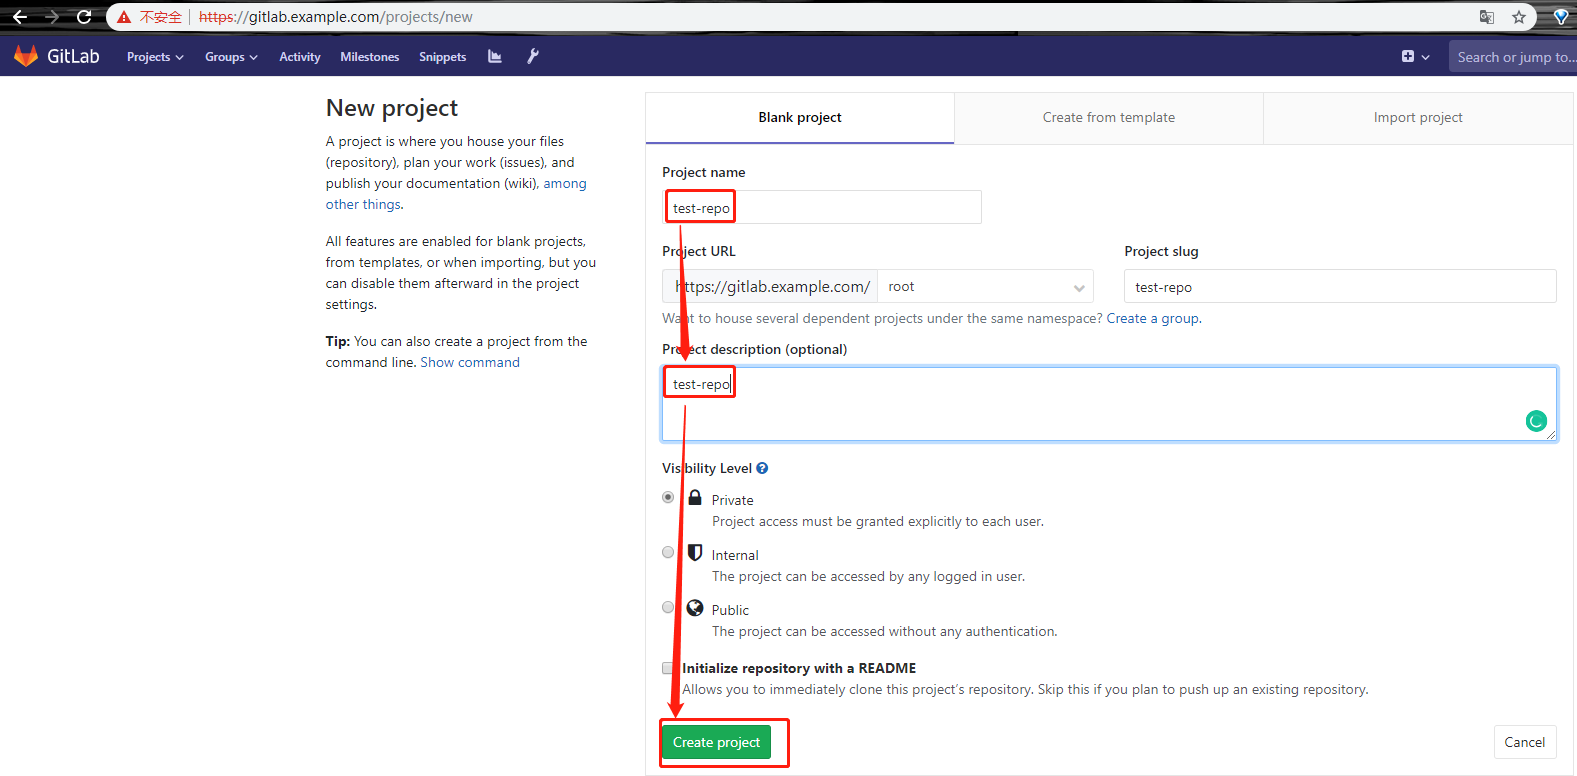 不安全 https://gitlab.example.com/projects/new
GitLab Projects Groups Activity Milestones Snippets Search or jump to...
New project
A project is where you house your files
(repository), plan your work (issues), and
publish your documentation (wiki), among
other things.
All features are enabled for blank projects,
from templates, or when importing, but you
can disable them afterward in the project
settings.
Tip: You can also create a project from the
command line. Show command
Blank project Create from template Import project
Project name
test-repo
Project URL Project slug
https://gitlab.example.com/ root test-repo
Want to house several dependent projects under the same namespace? Create a group.
Project description (optional)
test-repo
Visibility Level
Private
Project access must be granted explicitly to each user.
Internal
The project can be accessed by any logged in user.
Public
The project can be accessed without any authentication.
Initialize repository with a README
Allows you to immediately clone this project's repository. Skip this if you plan to push up an existing repository.
Create project Cancel